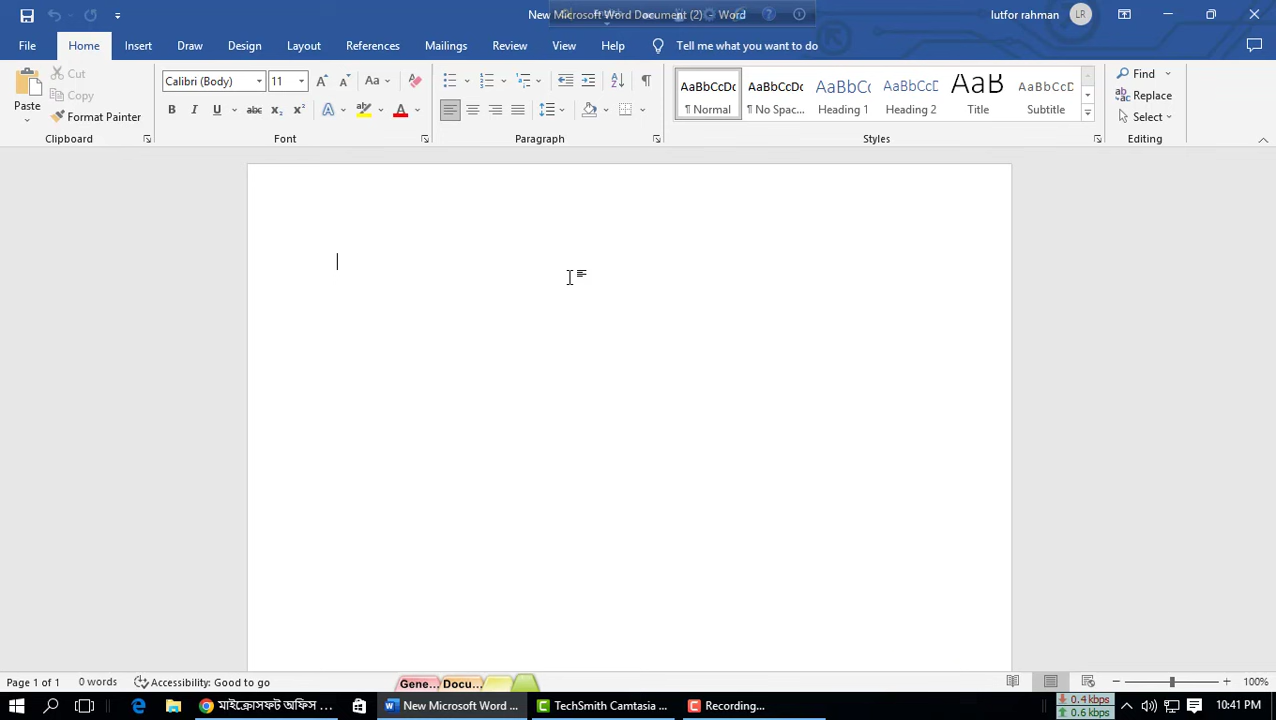 New Microsoft Word Document (2) - Word
lutfor rahman
LR
File Home Insert Draw Design Layout References Mailings Review View Help Tell me what you want to do
Paste
Cut
Copy
Format Painter
Clipboard
Calibri (Body) 11
Font
Paragraph
AaBbCcDc AaBbCcDc AaBbCc AaBbCcD AaB AaBbCcD
¶ Normal ¶ No Spac... Heading 1 Heading 2 Title Subtitle
Styles
Find
Replace
Select
Editing
Page 1 of 1 0 words Accessibility: Good to go Gene... Docu... 100%
মাইক্রোসফট অফিস ... New Microsoft Word ... TechSmith Camtasia ... Recording... 0.4 kbps 10:41 PM
0.6 kbps